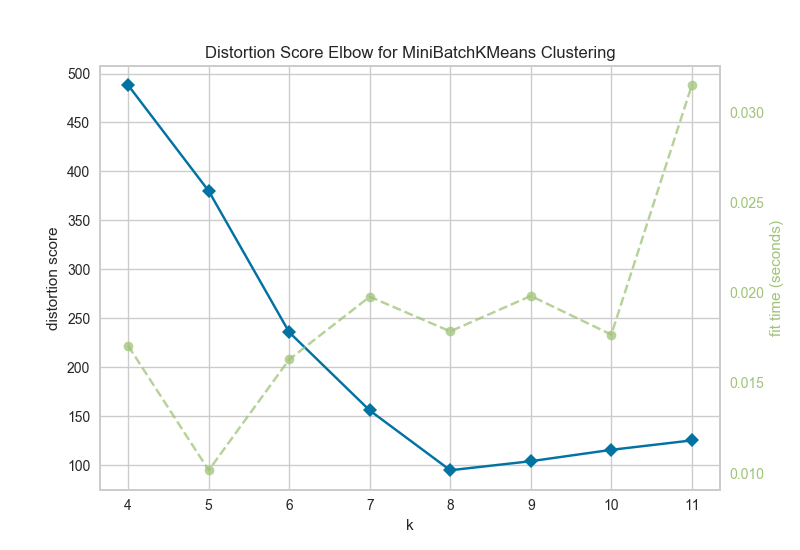 Distortion Score Elbow for MiniBatchKMeans Clustering
500
450
400
350
300
250
200
150
100
distortion score
4 5 6 7 8 9 10 11
k
0.030
0.025
0.020
0.015
0.010
fit time (seconds)